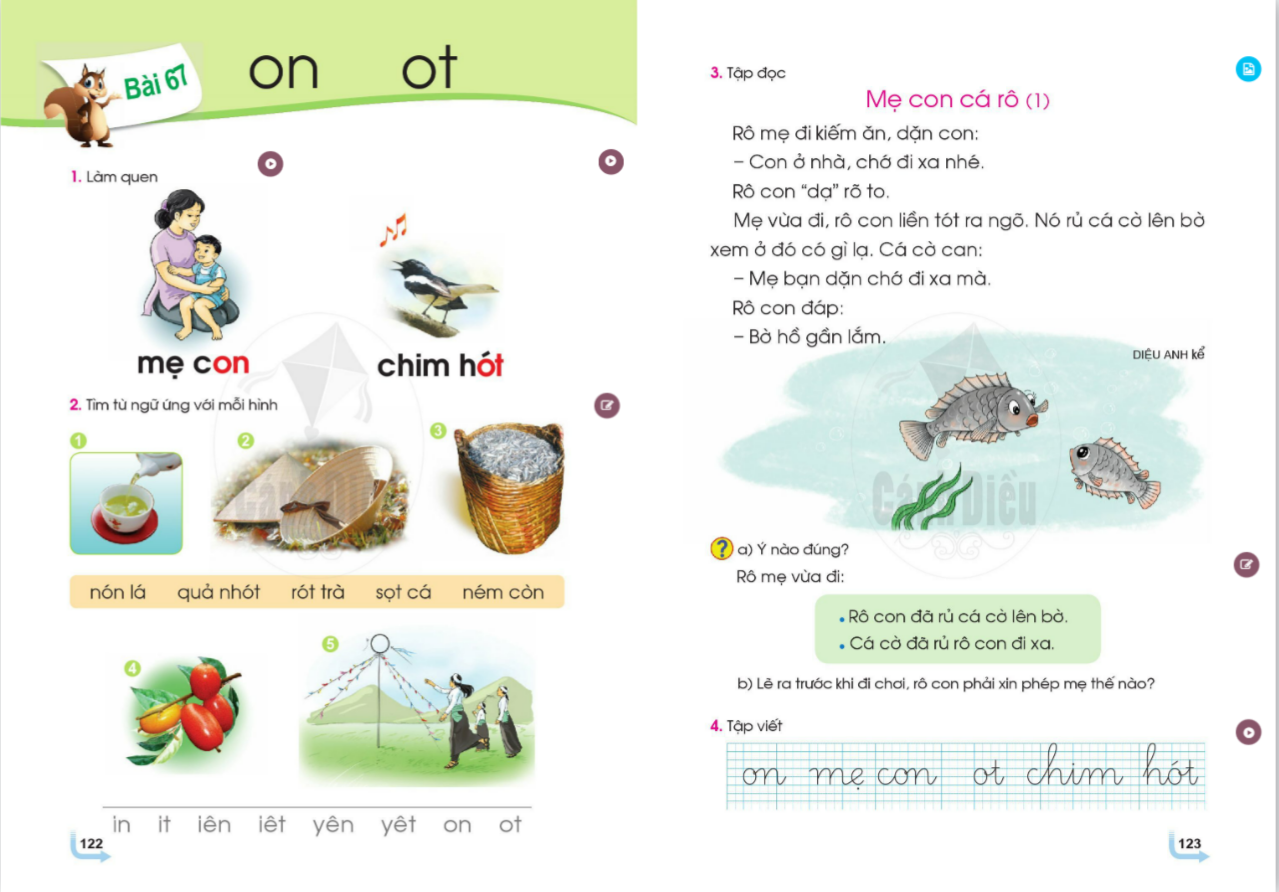 Bài 67
on ot
1. Làm quen
mẹ con
chim hót
2. Tìm từ ngữ ứng với mỗi hình
1
2
3
nón lá quả nhót rót trà sọt cá ném còn
4
5
in it iên iêt yên yêt on ot
122
3. Tập đọc
Mẹ con cá rô (1)
Rô mẹ đi kiếm ăn, dặn con:
– Con ở nhà, chớ đi xa nhé.
Rô con “dạ” rõ to.
Mẹ vừa đi, rô con liền tót ra ngõ. Nó rủ cá cờ lên bờ
xem ở đó có gì lạ. Cá cờ can:
– Mẹ bạn dặn chớ đi xa mà.
Rô con đáp:
– Bờ hồ gần lắm.
DIỆU ANH kể
Cánh Diều
Cánh Diều
? a) Ý nào đúng?
Rô mẹ vừa đi:
• Rô con đã rủ cá cờ lên bờ.
• Cá cờ đã rủ rô con đi xa.
b) Lẽ ra trước khi đi chơi, rô con phải xin phép mẹ thế nào?
4. Tập viết
on mẹ con ot chim hót
123